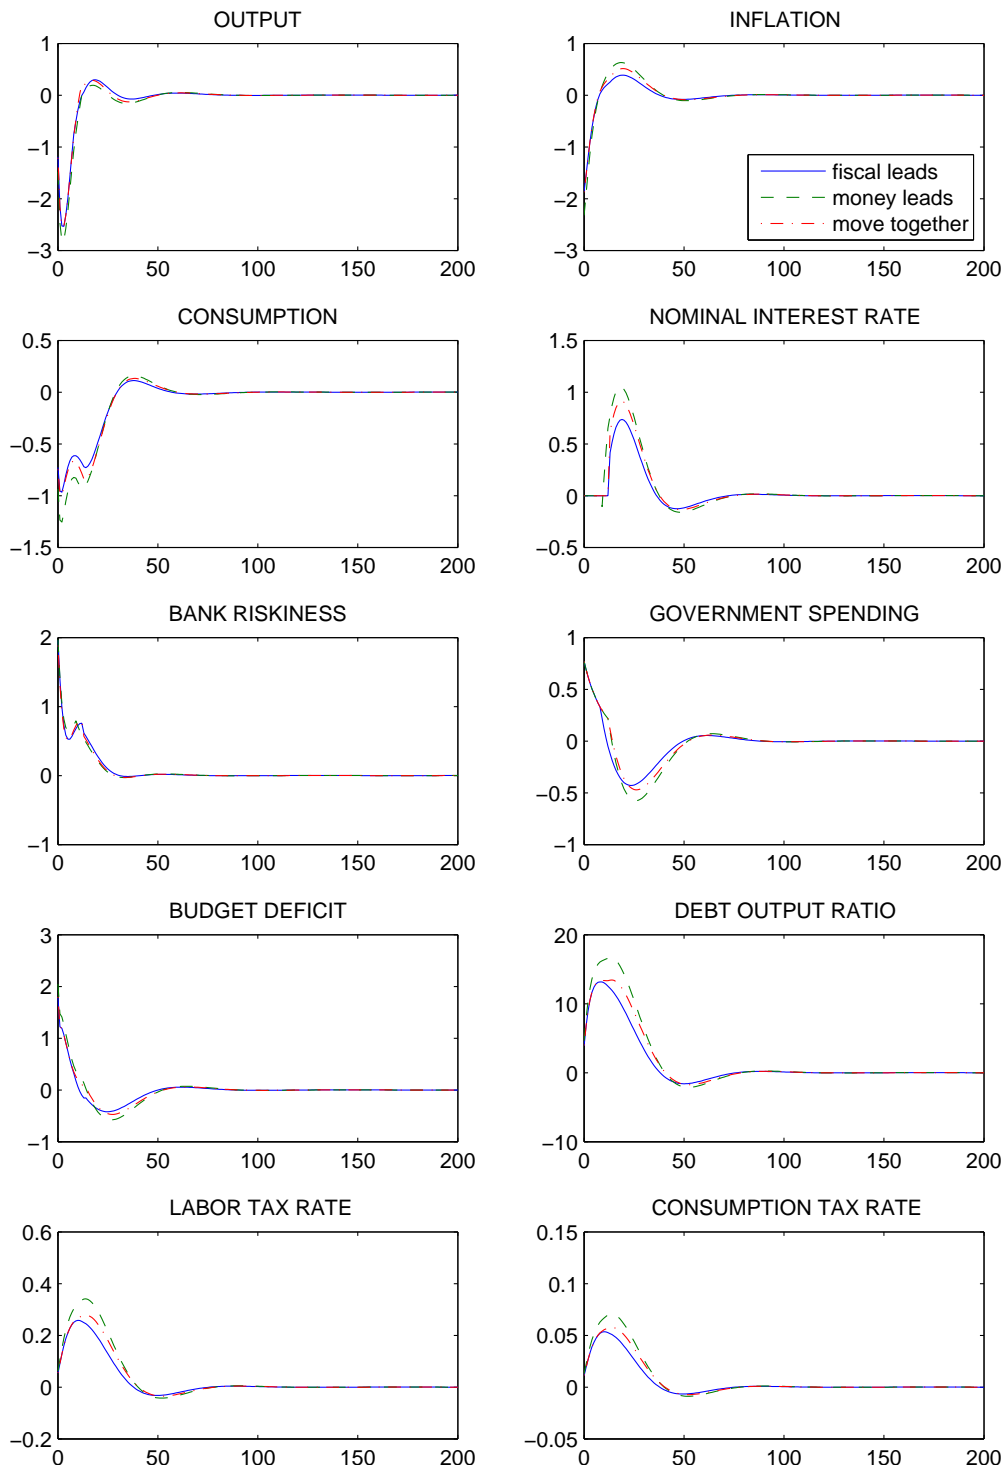 OUTPUT
1
0
−1
−2
−3
0 50 100 150 200
INFLATION
1
0
−1
−2
−3
0 50 100 150 200
fiscal leads
money leads
move together
CONSUMPTION
0.5
0
−0.5
−1
−1.5
0 50 100 150 200
NOMINAL INTEREST RATE
1.5
1
0.5
0
−0.5
0 50 100 150 200
BANK RISKINESS
2
1
0
−1
0 50 100 150 200
GOVERNMENT SPENDING
1
0.5
0
−0.5
−1
0 50 100 150 200
BUDGET DEFICIT
3
2
1
0
−1
0 50 100 150 200
DEBT OUTPUT RATIO
20
10
0
−10
0 50 100 150 200
LABOR TAX RATE
0.6
0.4
0.2
0
−0.2
0 50 100 150 200
CONSUMPTION TAX RATE
0.15
0.1
0.05
0
−0.05
0 50 100 150 200